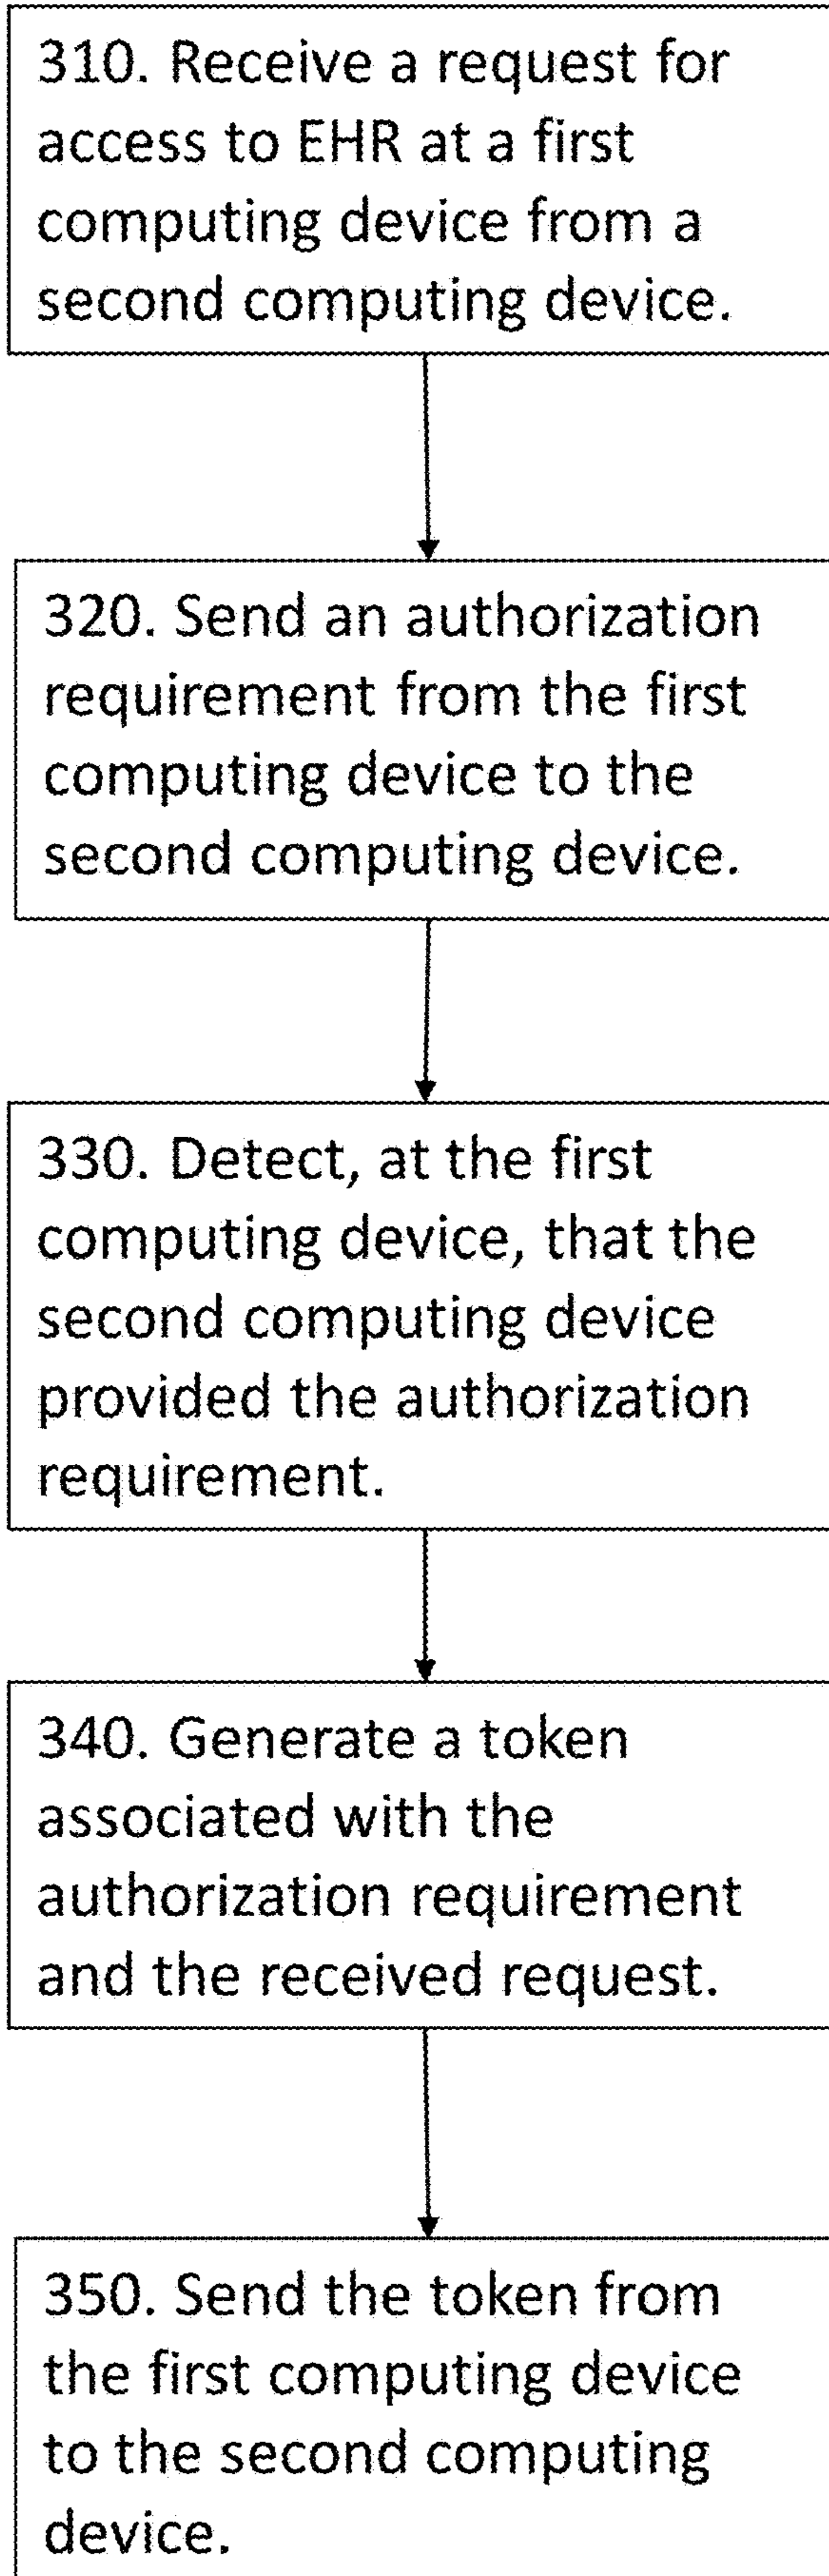 310. Receive a request for
access to EHR at a first
computing device from a
second computing device.
320. Send an authorization
requirement from the first
computing device to the
second computing device.
330. Detect, at the first
computing device, that the
second computing device
provided the authorization
requirement.
340. Generate a token
associated with the
authorization requirement
and the received request.
350. Send the token from
the first computing device
to the second computing
device.